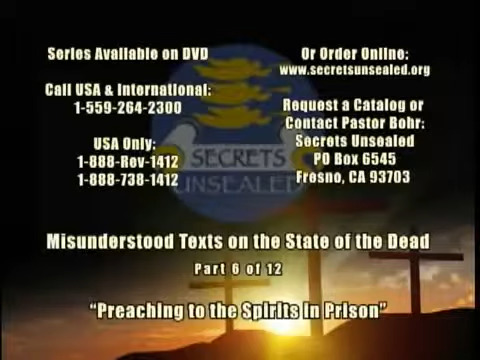 Series Available on DVD
Call USA & International:
1-559-264-2300
USA Only:
1-888-Rev-1412
1-888-738-1412
Or Order Online:
www.secretsunsealed.org
Request a Catalog or
Contact Pastor Bohr:
Secrets Unsealed
PO Box 6545
Fresno, CA 93703
SECRETS
UNSEALED
Misunderstood Texts on the State of the Dead
Part 6 of 12
“Preaching to the Spirits in Prison”